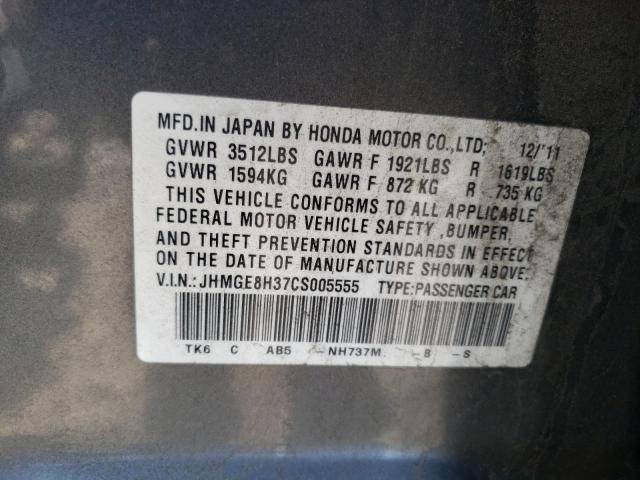 MFD.IN JAPAN BY HONDA MOTOR CO.,LTD; 12/'11
GVWR 3512LBS GAWR F 1921LBS R 1619LBS
GVWR 1594KG GAWR F 872 KG R 735 KG
THIS VEHICLE CONFORMS TO ALL APPLICABLE
FEDERAL MOTOR VEHICLE SAFETY ,BUMPER,
AND THEFT PREVENTION STANDARDS IN EFFECT
ON THE DATE OF MANUFACTURE SHOWN ABOVE.
V.I.N.: JHMGE8H37CS005555 TYPE:PASSENGER CAR
TK6 C AB5 -NH737M -B -S